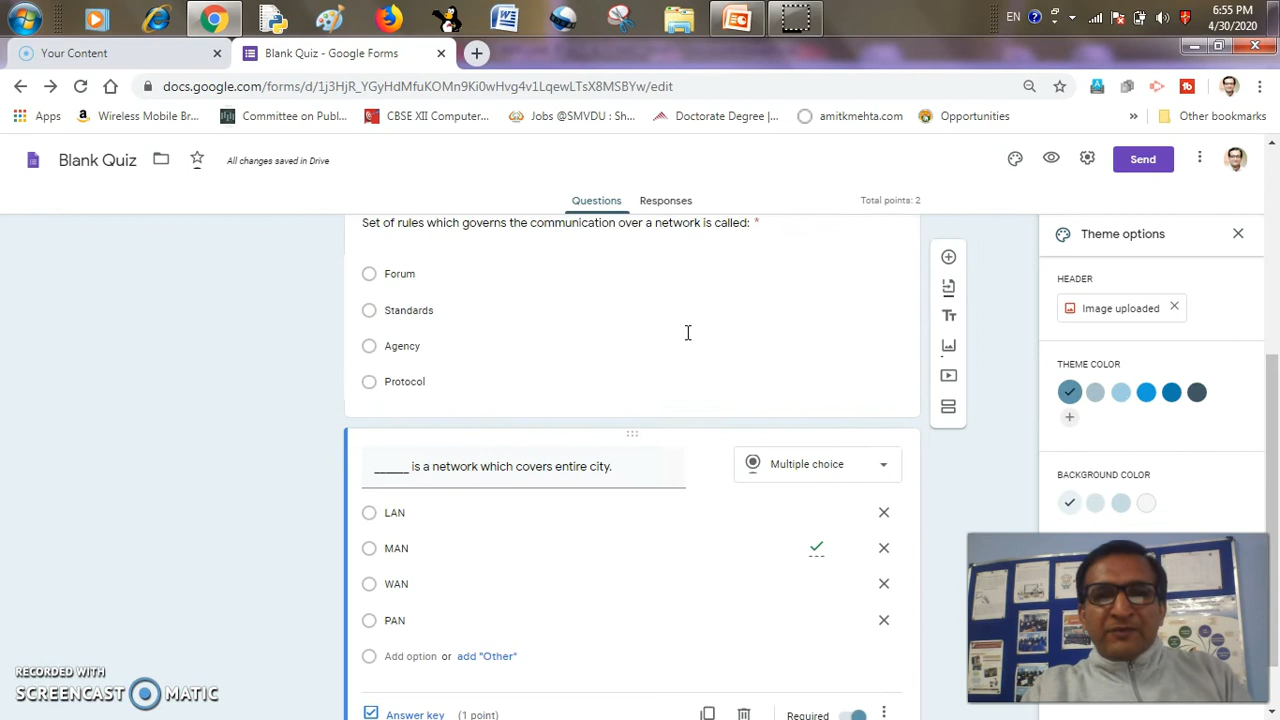 EN
6:55 PM
4/30/2020
Your Content
Blank Quiz - Google Forms
docs.google.com/forms/d/1j3HjR_YGyHdMfuKOMn9Ki0wHvg4v1LqewLTsX8MSBYw/edit
Apps
Wireless Mobile Br...
Committee on Publ...
CBSE XII Computer...
Jobs @SMVDU : Sh...
Doctorate Degree |...
amitkmehta.com
Opportunities
»
Other bookmarks
Blank Quiz
All changes saved in Drive
Send
Questions
Responses
Total points: 2
Set of rules which governs the communication over a network is called: *
Forum
Standards
Agency
Protocol
______ is a network which covers entire city.
Multiple choice
LAN
MAN
WAN
PAN
Add option or add "Other"
Answer key (1 point)
Required
Theme options
HEADER
Image uploaded
THEME COLOR
BACKGROUND COLOR
RECORDED WITH
SCREENCAST MATIC